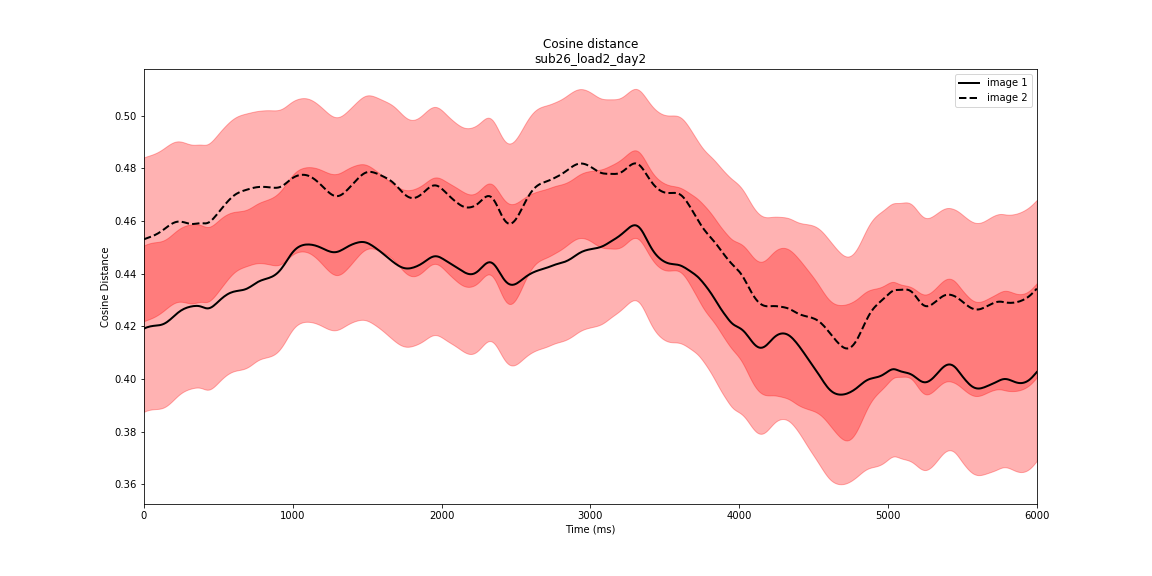 Cosine distance
sub26_load2_day2
image 1
image 2
Cosine Distance
0.50
0.48
0.46
0.44
0.42
0.40
0.38
0.36
0
1000
2000
3000
4000
5000
6000
Time (ms)